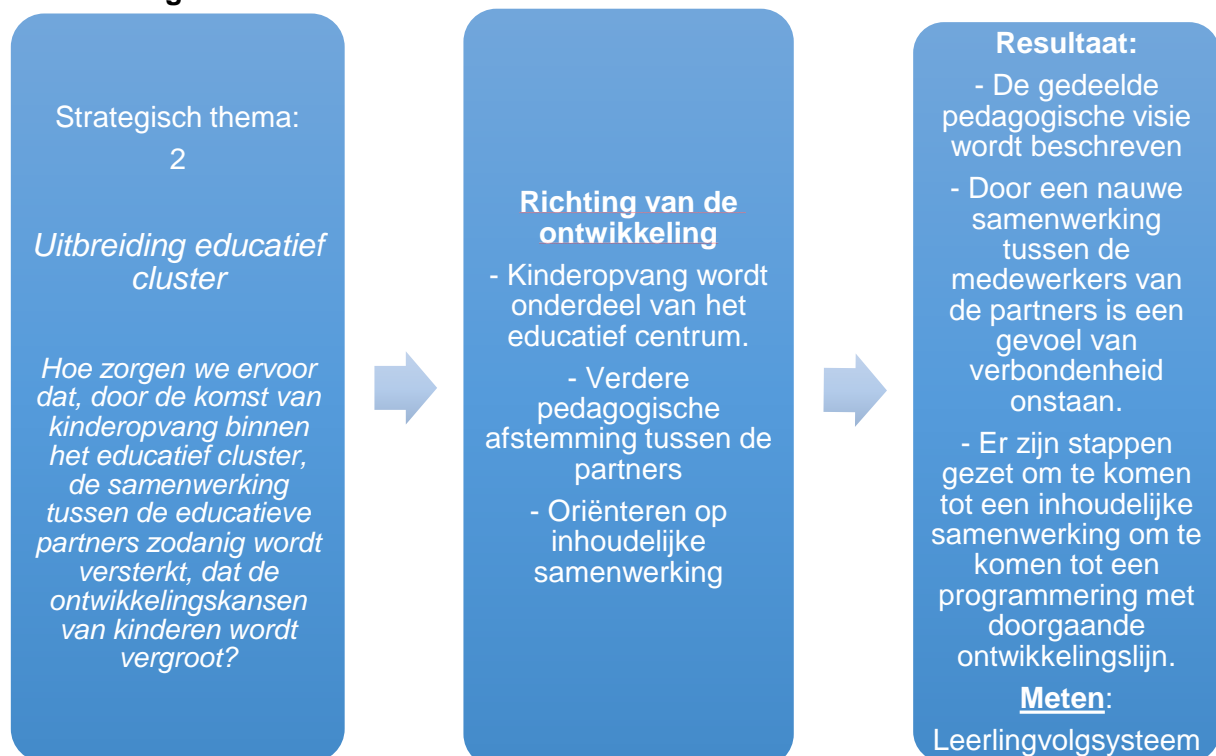 Strategisch thema:
2
Uitbreiding educatief
cluster
Hoe zorgen we ervoor
dat, door de komst van
kinderopvang binnen
het educatief cluster,
de samenwerking
tussen de educatieve
partners zodanig wordt
versterkt, dat de
ontwikkelingskansen
van kinderen wordt
vergroot?
Richting van de
ontwikkeling
- Kinderopvang wordt
onderdeel van het
educatief centrum.
- Verdere
pedagogische
afstemming tussen de
partners
- Oriënteren op
inhoudelijke
samenwerking
Resultaat:
- De gedeelde
pedagogische visie
wordt beschreven
- Door een nauwe
samenwerking
tussen de
medewerkers van
de partners is een
gevoel van
verbondenheid
onstaan.
- Er zijn stappen
gezet om te komen
tot een inhoudelijke
samenwerking om te
komen tot een
programmering met
doorgaande
ontwikkelingslijn.
Meten:
Leerlingvolgsysteem